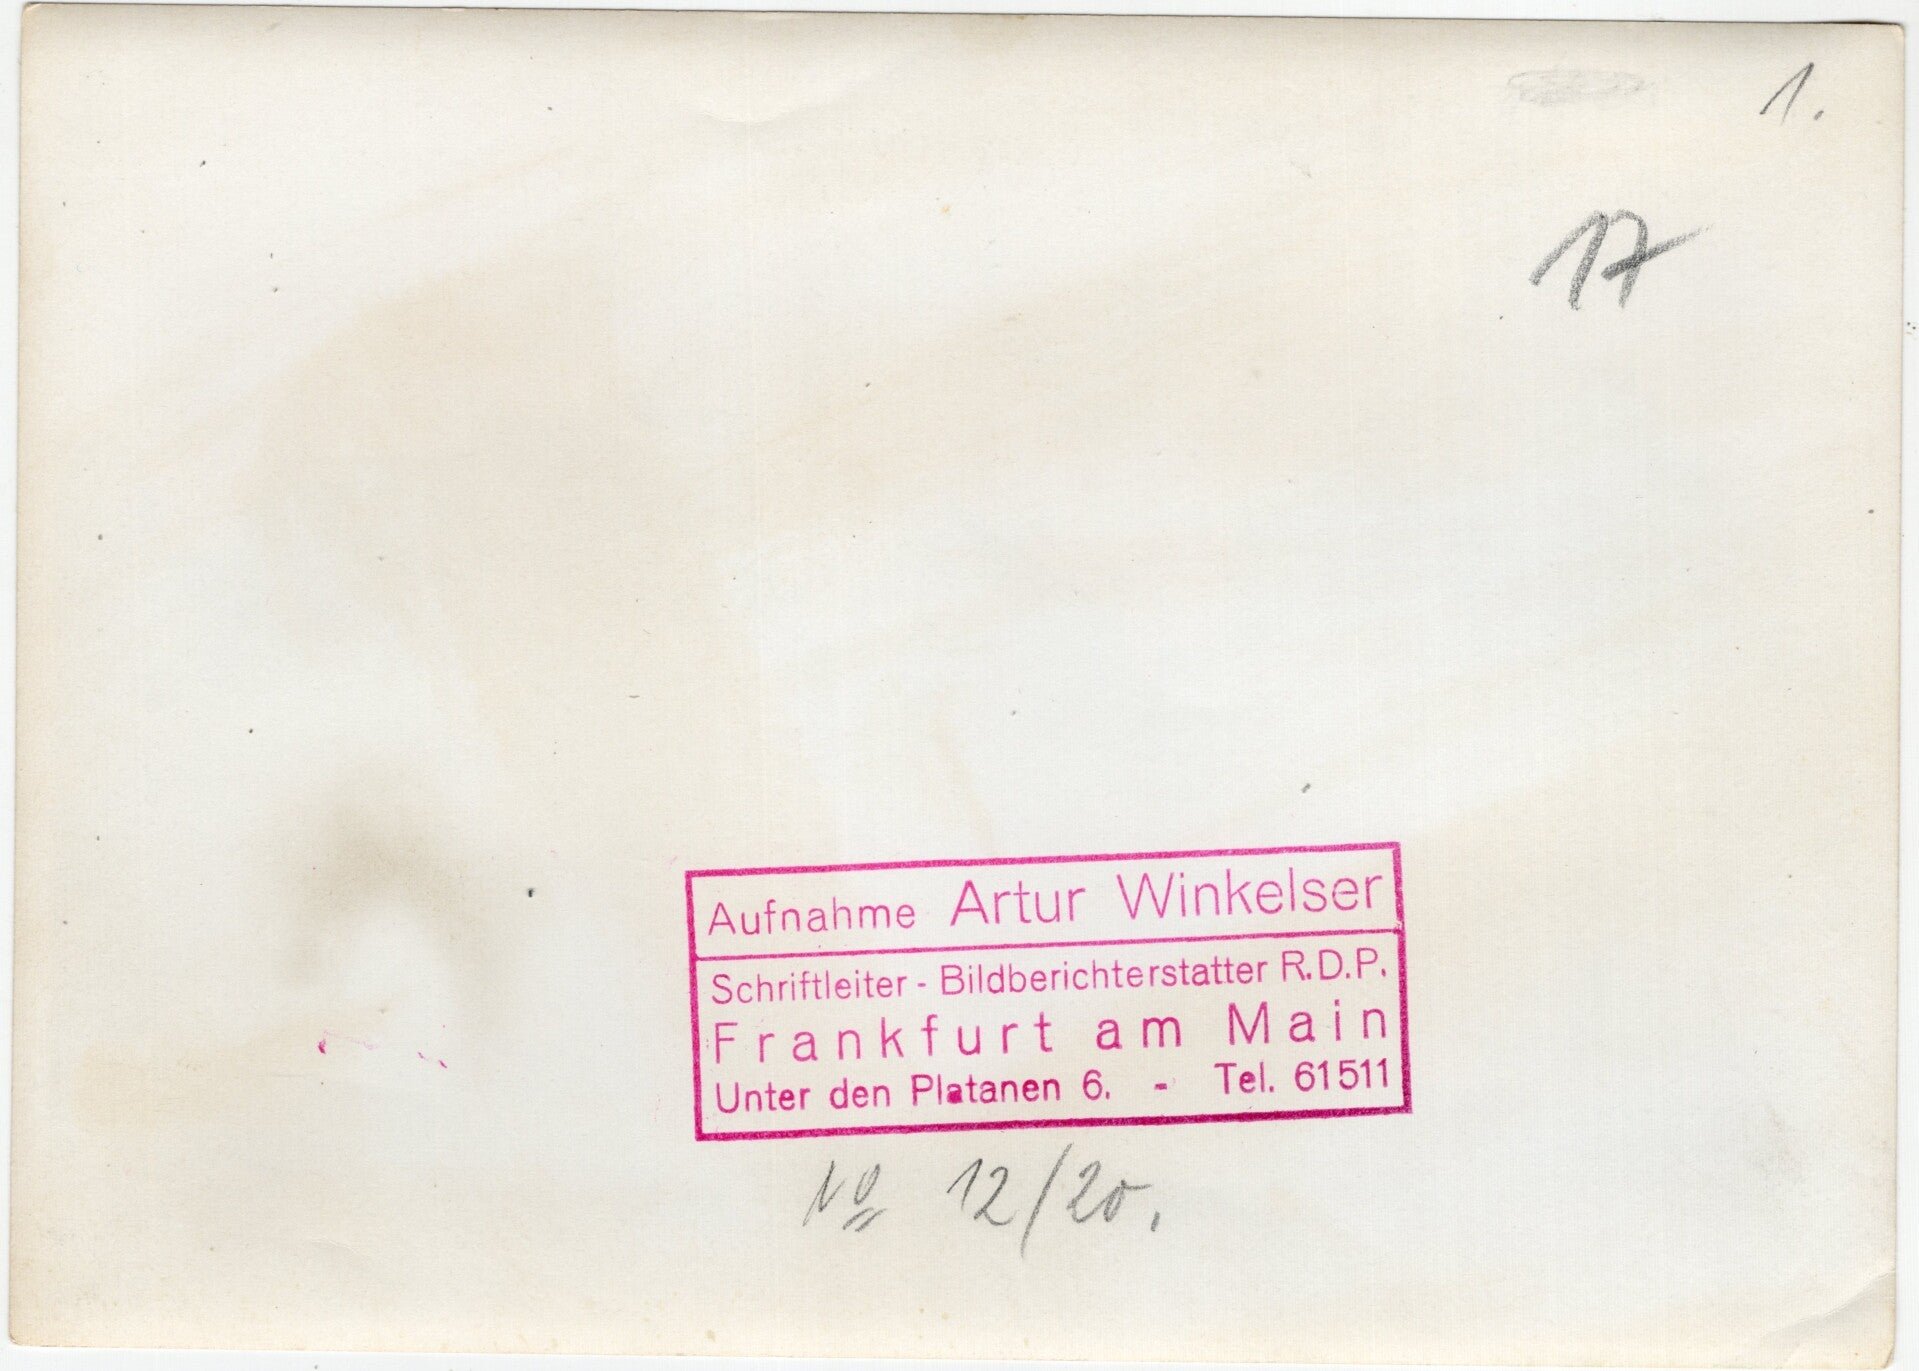 1.
17
Aufnahme Artur Winkelser
Schriftleiter - Bildberichterstatter R.D.P.
Frankfurt am Main
Unter den Platanen 6. - Tel. 61511
No 12/20.